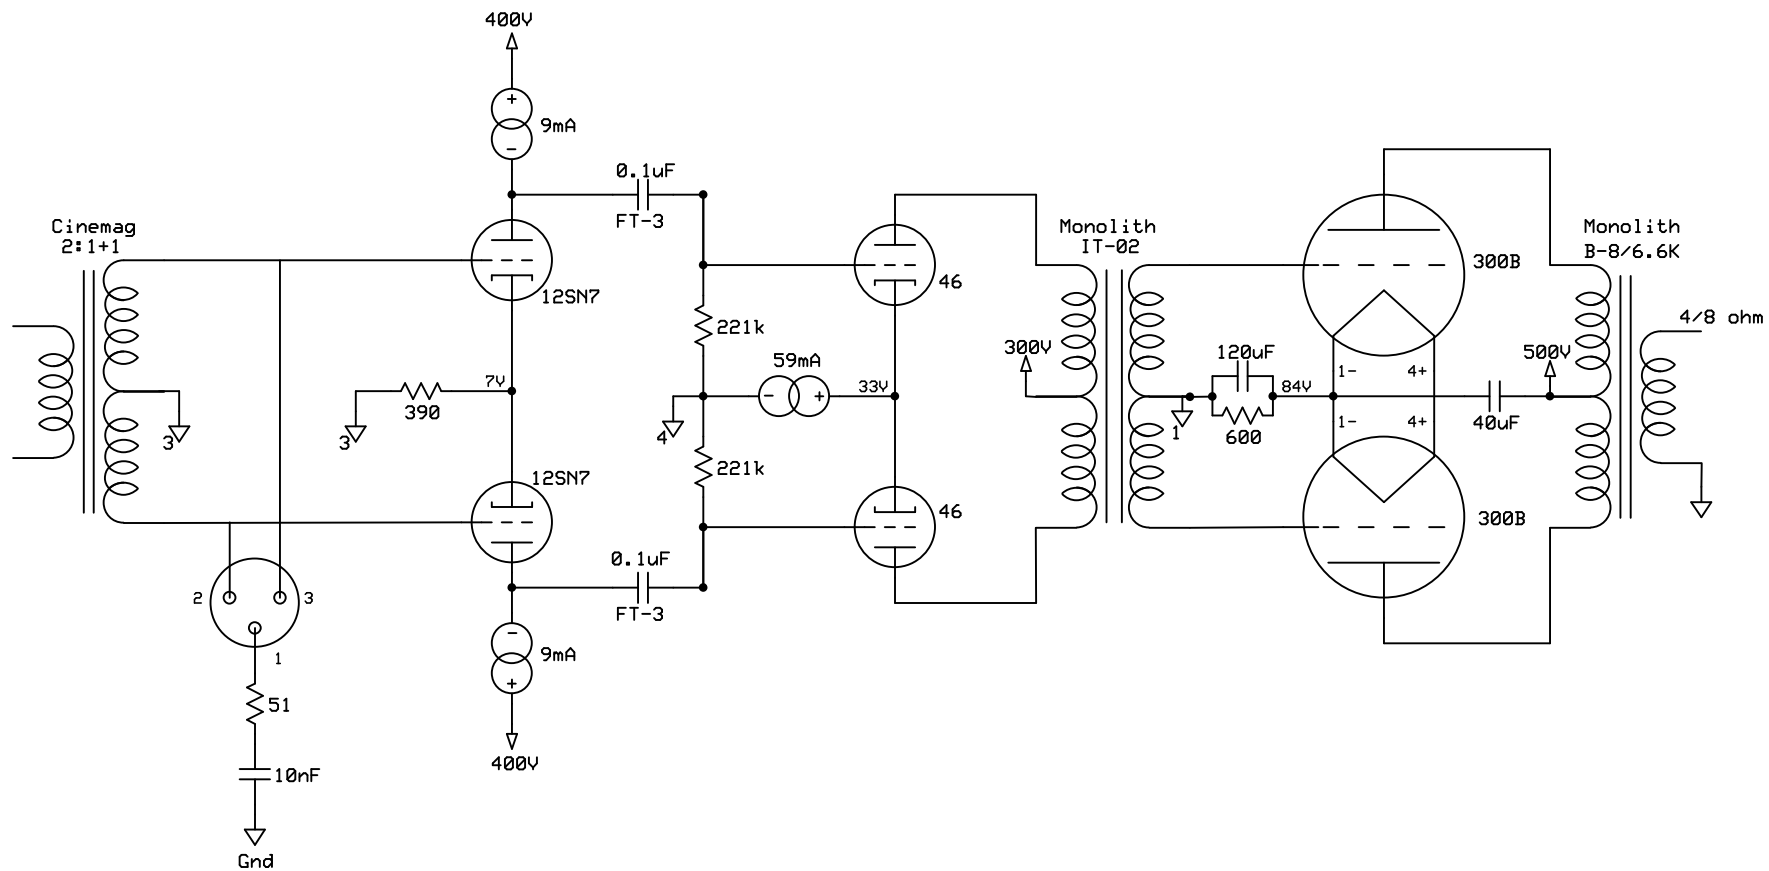 400V
9mA
0.1uF
FT-3
Cinemag
2:1+1
12SN7
46
Monolith
IT-02
300B
Monolith
B-8/6.6K
4/8 ohm
221k
59mA
300V
120uF
500V
7V
390
33V
84V
1-
4+
3
3
4
1
600
1-
4+
40uF
221k
12SN7
46
300B
0.1uF
FT-3
2
3
1
9mA
51
400V
10nF
Gnd